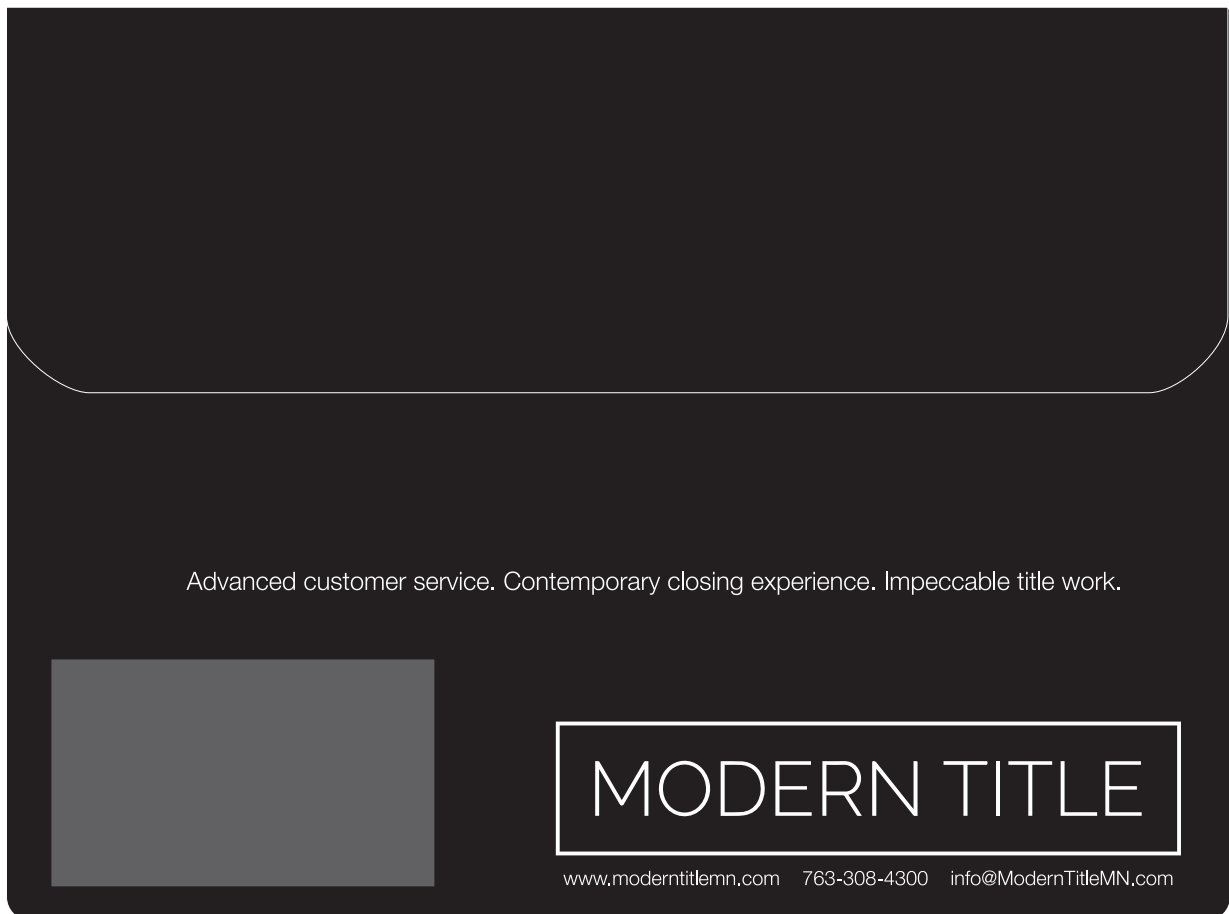 Advanced customer service. Contemporary closing experience. Impeccable title work.
MODERN TITLE
www.moderntitlemn.com 763-308-4300 info@ModernTitleMN.com